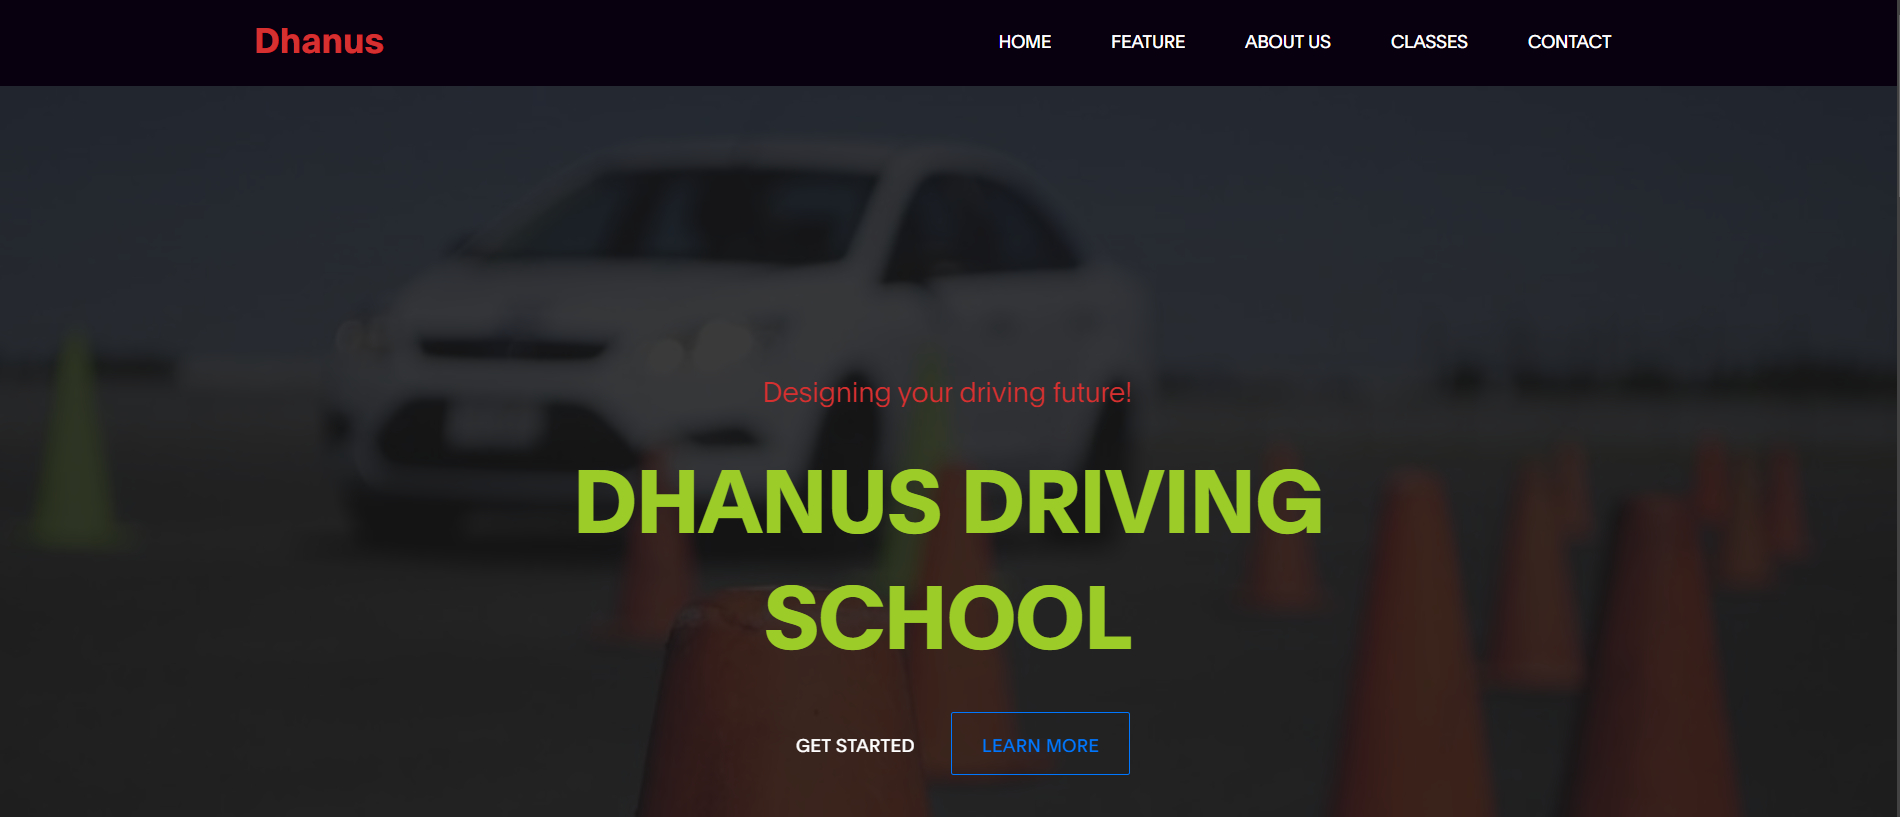 Dhanus
HOME FEATURE ABOUT US CLASSES CONTACT
Designing your driving future!
DHANUS DRIVING
SCHOOL
GET STARTED LEARN MORE